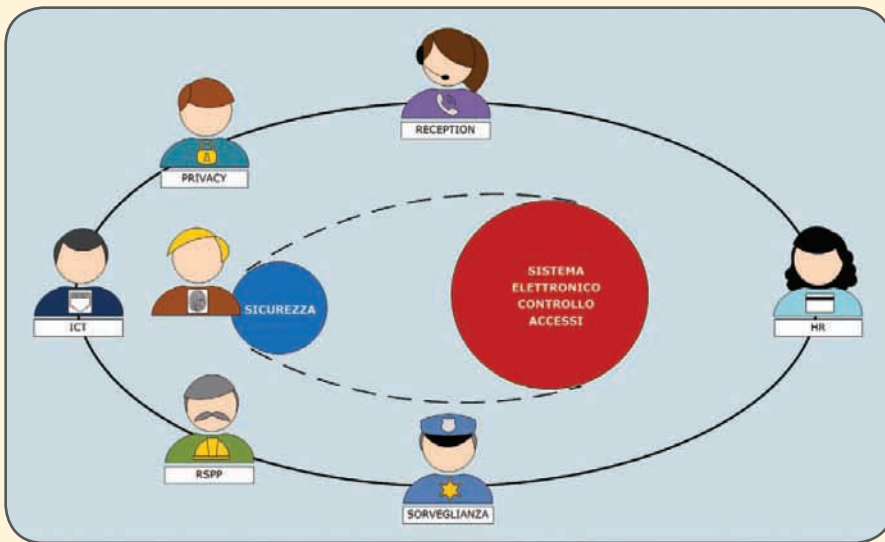 RECEPTION
PRIVACY
SISTEMA
ELETTRONICO
CONTROLLO
ACCESSI
SICUREZZA
ICT
HR
RSPP
SORVEGLIANZA